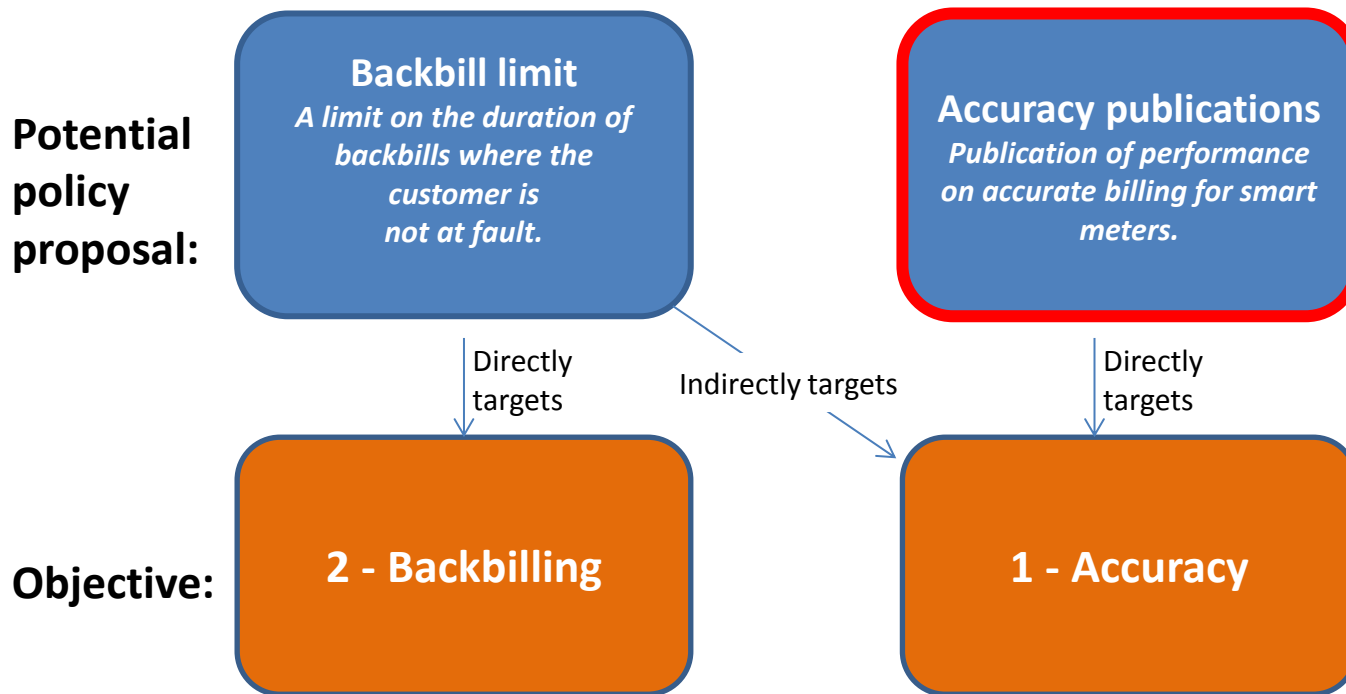 Potential
policy
proposal:
Backbill limit
A limit on the duration of
backbills where the
customer is
not at fault.
Accuracy publications
Publication of performance
on accurate billing for smart
meters.
Directly
targets
Indirectly targets
Directly
targets
Objective:
2 - Backbilling
1 - Accuracy